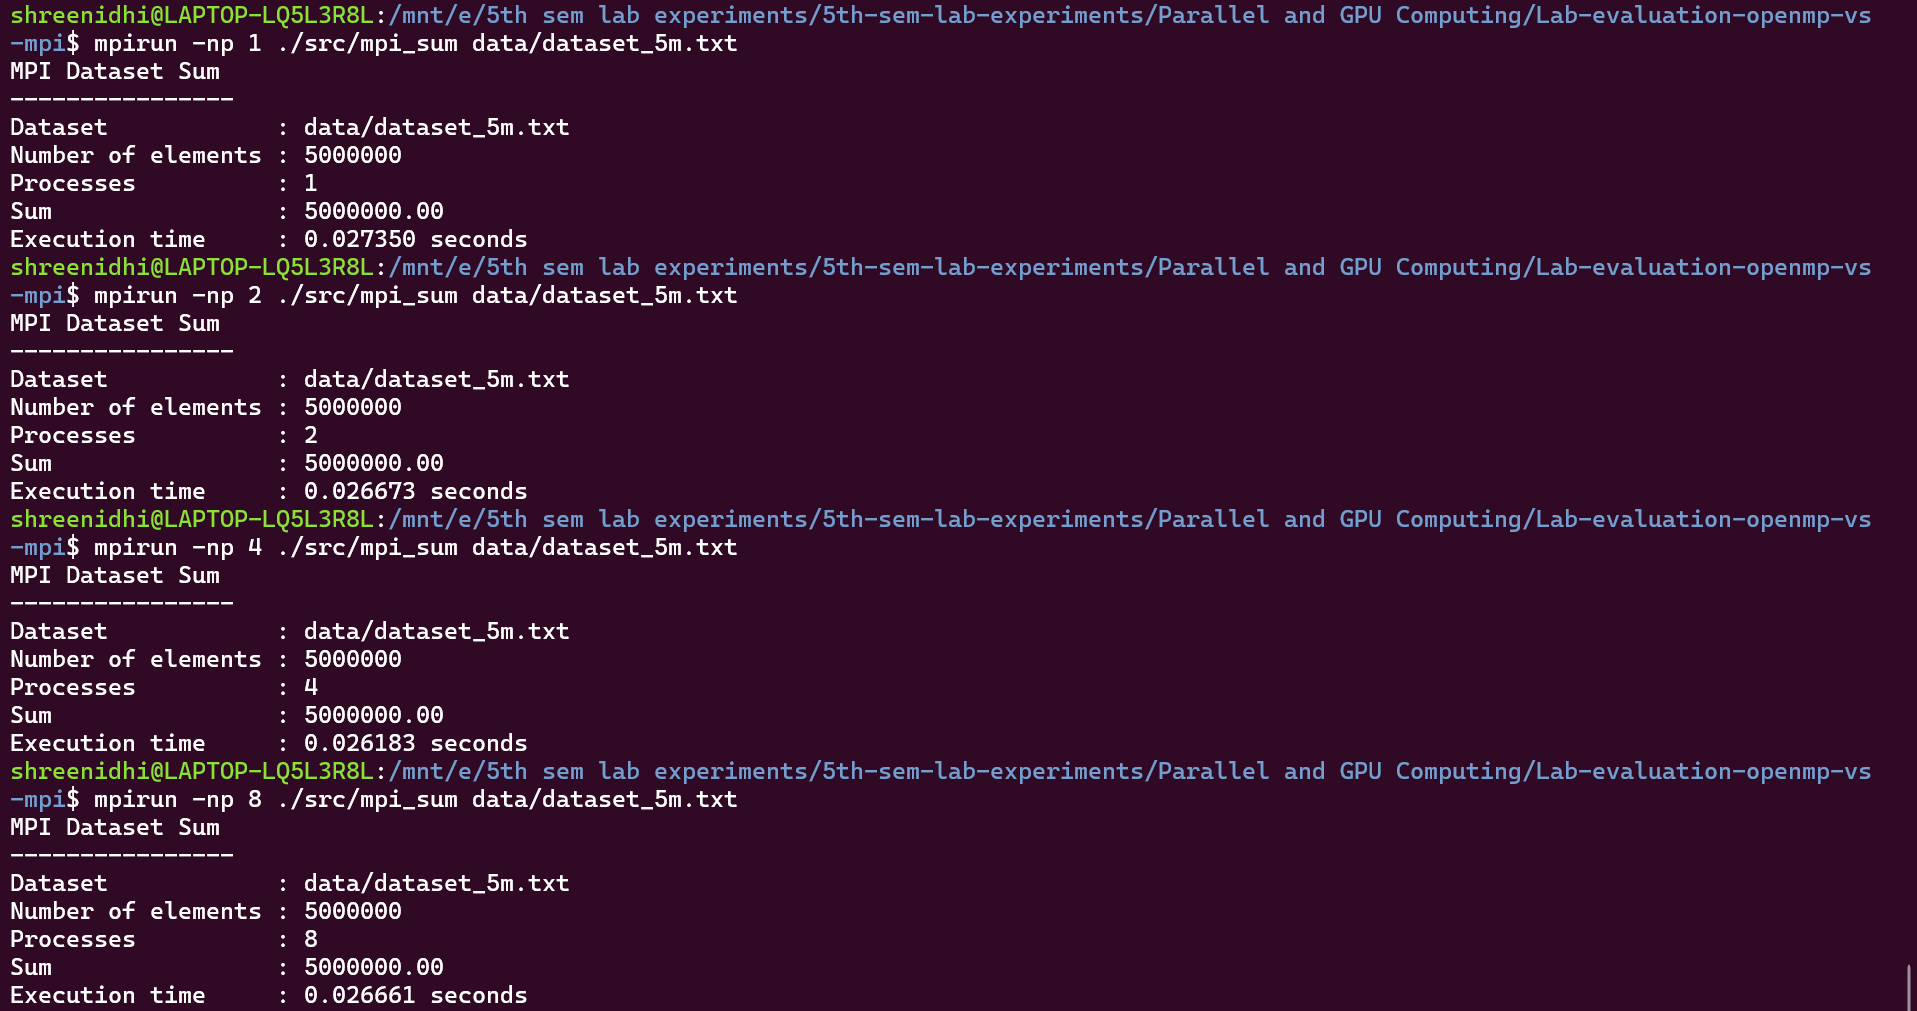 shreenidhi@LAPTOP-LQ5L3R8L:/mnt/e/5th sem lab experiments/5th-sem-lab-experiments/Parallel and GPU Computing/Lab-evaluation-openmp-vs
-mpi$ mpirun -np 1 ./src/mpi_sum data/dataset_5m.txt
MPI Dataset Sum
----------------
Dataset            : data/dataset_5m.txt
Number of elements : 5000000
Processes          : 1
Sum                : 5000000.00
Execution time     : 0.027350 seconds
shreenidhi@LAPTOP-LQ5L3R8L:/mnt/e/5th sem lab experiments/5th-sem-lab-experiments/Parallel and GPU Computing/Lab-evaluation-openmp-vs
-mpi$ mpirun -np 2 ./src/mpi_sum data/dataset_5m.txt
MPI Dataset Sum
----------------
Dataset            : data/dataset_5m.txt
Number of elements : 5000000
Processes          : 2
Sum                : 5000000.00
Execution time     : 0.026673 seconds
shreenidhi@LAPTOP-LQ5L3R8L:/mnt/e/5th sem lab experiments/5th-sem-lab-experiments/Parallel and GPU Computing/Lab-evaluation-openmp-vs
-mpi$ mpirun -np 4 ./src/mpi_sum data/dataset_5m.txt
MPI Dataset Sum
----------------
Dataset            : data/dataset_5m.txt
Number of elements : 5000000
Processes          : 4
Sum                : 5000000.00
Execution time     : 0.026183 seconds
shreenidhi@LAPTOP-LQ5L3R8L:/mnt/e/5th sem lab experiments/5th-sem-lab-experiments/Parallel and GPU Computing/Lab-evaluation-openmp-vs
-mpi$ mpirun -np 8 ./src/mpi_sum data/dataset_5m.txt
MPI Dataset Sum
----------------
Dataset            : data/dataset_5m.txt
Number of elements : 5000000
Processes          : 8
Sum                : 5000000.00
Execution time     : 0.026661 seconds